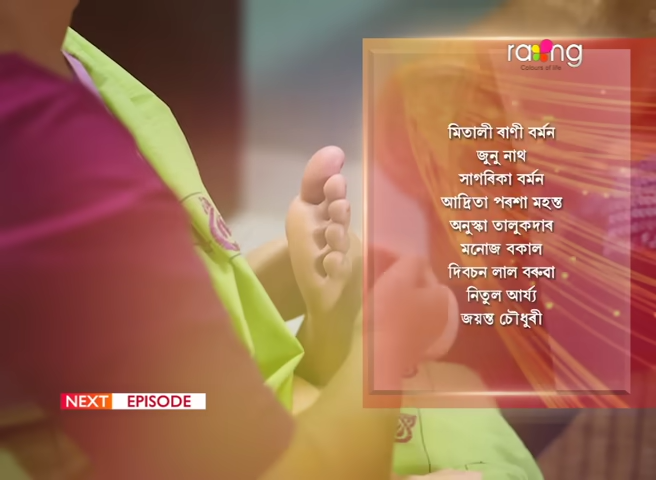 rang
Colours of life
মিতালী ৰাণী বৰ্মন
জুনু নাথ
সাগৰিকা বৰ্মন
আদ্ৰিতা পৰশা মহন্ত
অনুস্কা তালুকদাৰ
মনোজ বকাল
দিবচন লাল বৰুৱা
নিতুল আৰ্য্য
জয়ন্ত চৌধুৰী
NEXT EPISODE